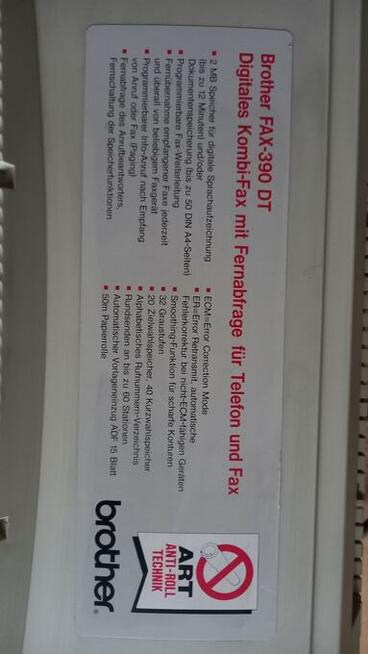 Brother FAX-390 DT
Digitales Kombi-Fax mit Fernabfrage für Telefon und Fax
▪ 2 MB Speicher für digitale Sprachaufzeichnung
(bis zu 12 Minuten) und/oder
Dokumentenspeicherung (bis zu 50 DIN A4-Seiten)
▪ Programmierbare Fax-Weiterleitung
▪ Fernübernahme empfangener Faxe jederzeit
und überall von beliebigem Faxgerät
▪ Programmierbarer Info-Anruf nach Empfang
von Anruf oder Fax (Paging)
▪ Fernabfrage des Anrufbeantworters,
Fernschaltung der Speicherfunktionen
▪ ECM=Error Correction Mode
▪ ER=Error Retransmit, automatische
Fehlerkorrektur bei nicht-ECM-fähigen Geräten
▪ Smoothing-Funktion für scharfe Konturen
▪ 32 Graustufen
▪ 20 Zielwahlspeicher, 40 Kurzwahlspeicher
▪ Alphabetisches Rufnummern-Verzeichnis
▪ Rundsenden an bis zu 60 Stationen
▪ Automatischer Vorlageneinzug ADF 15 Blatt
▪ 50m Papierrolle
ART
ANTI-ROLL
TECHNIK
brother.